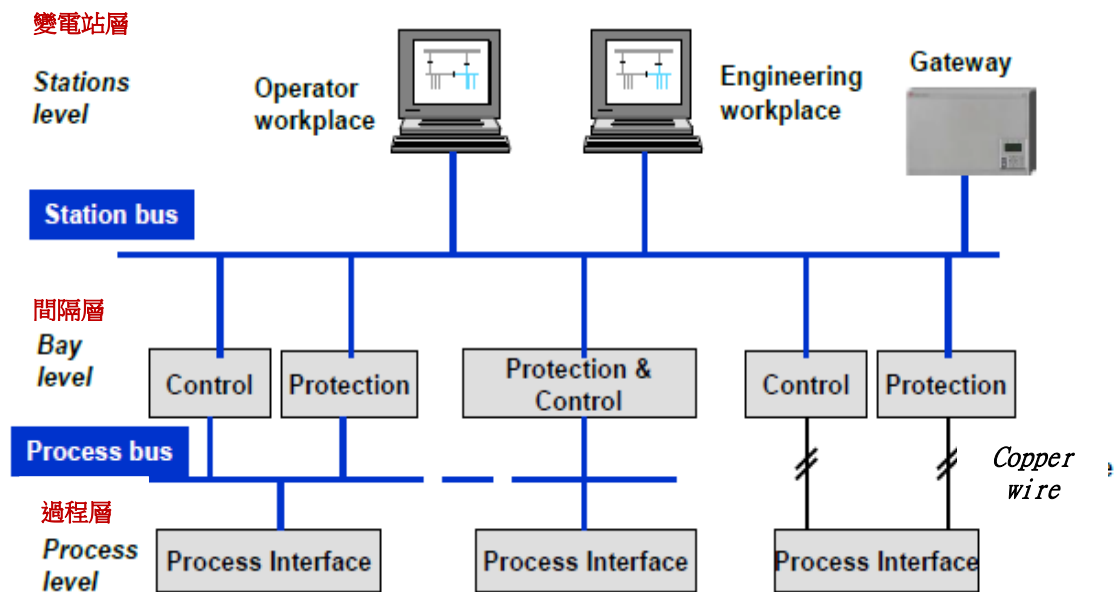 變電站層
Stations
level
Operator
workplace
Engineering
workplace
Gateway
Station bus
間隔層
Bay
level
Control
Protection
Protection &
Control
Control
Protection
Process bus
Copper
wire
過程層
Process
level
Process Interface
Process Interface
Process Interface